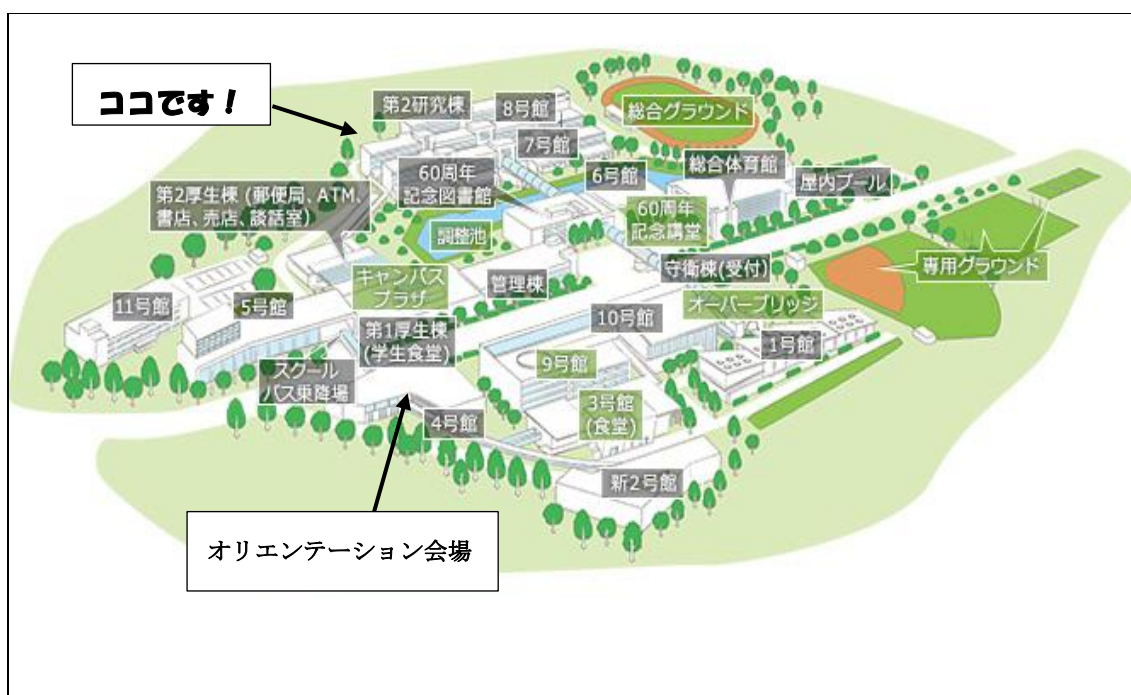 ココです！
第2研究棟
8号館
総合グラウンド
7号館
総合体育館
60周年
記念図書館
6号館
屋内プール
第2厚生棟 (郵便局、ATM、
書店、売店、談話室)
60周年
記念講堂
調整池
守衛棟(受付)
専用グラウンド
キャンパス
プラザ
管理棟
オーバーブリッジ
11号館
5号館
10号館
第1厚生棟
(学生食堂)
1号館
9号館
スクール
バス乗降場
3号館
(食堂)
4号館
新2号館
オリエンテーション会場